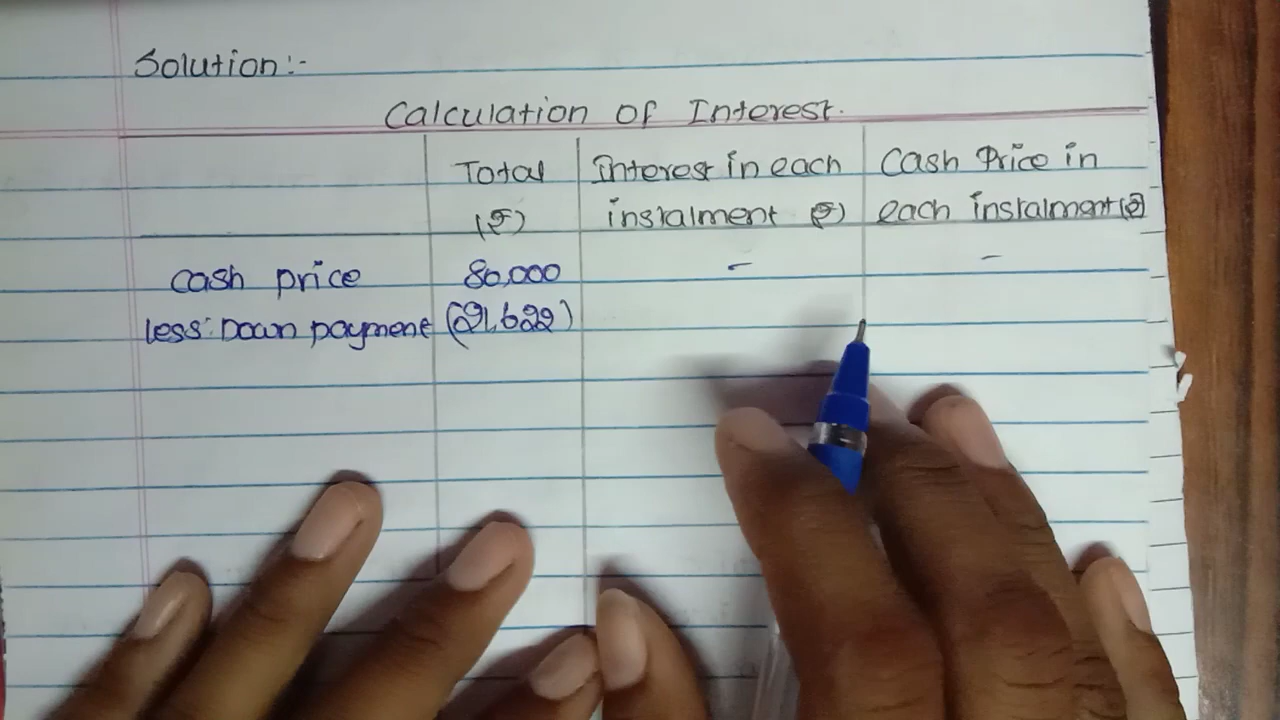 Solution:-
Calculation of Interest.
Total (₹) Interest in each instalment (₹) Cash Price in each instalment (₹)
cash price 80,000 - -
less: Down payment (21,622)